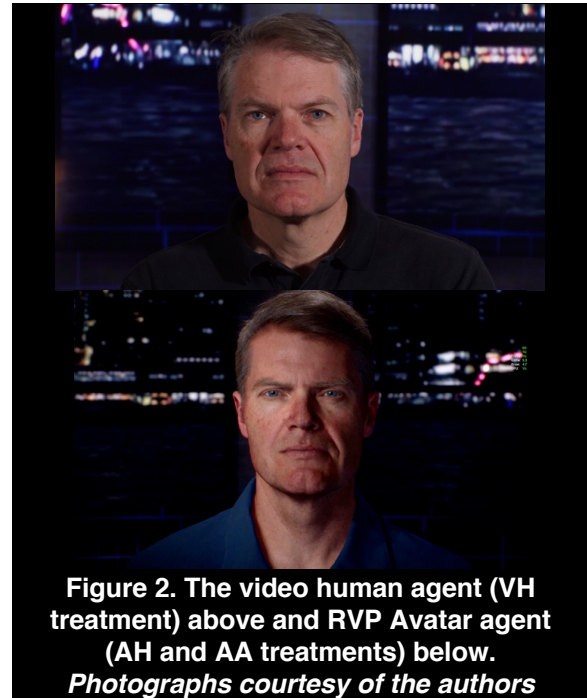 Figure 2. The video human agent (VH
treatment) above and RVP Avatar agent
(AH and AA treatments) below.
Photographs courtesy of the authors